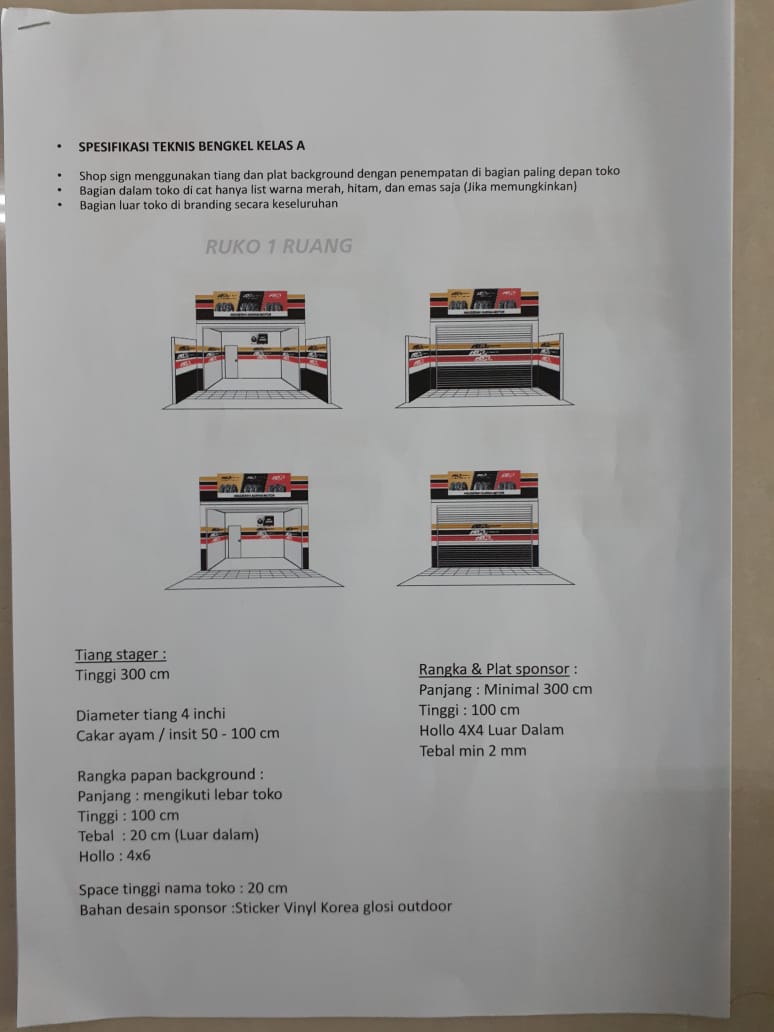 • SPESIFIKASI TEKNIS BENGKEL KELAS A
• Shop sign menggunakan tiang dan plat background dengan penempatan di bagian paling depan toko
• Bagian dalam toko di cat hanya list warna merah, hitam, dan emas saja (Jika memungkinkan)
• Bagian luar toko di branding secara keseluruhan
RUKO 1 RUANG
Tiang stager :
Tinggi 300 cm
Diameter tiang 4 inchi
Cakar ayam / insit 50 - 100 cm
Rangka papan background :
Panjang : mengikuti lebar toko
Tinggi : 100 cm
Tebal : 20 cm (Luar dalam)
Hollo : 4x6
Space tinggi nama toko : 20 cm
Bahan desain sponsor :Sticker Vinyl Korea glosi outdoor
Rangka & Plat sponsor :
Panjang : Minimal 300 cm
Tinggi : 100 cm
Hollo 4X4 Luar Dalam
Tebal min 2 mm